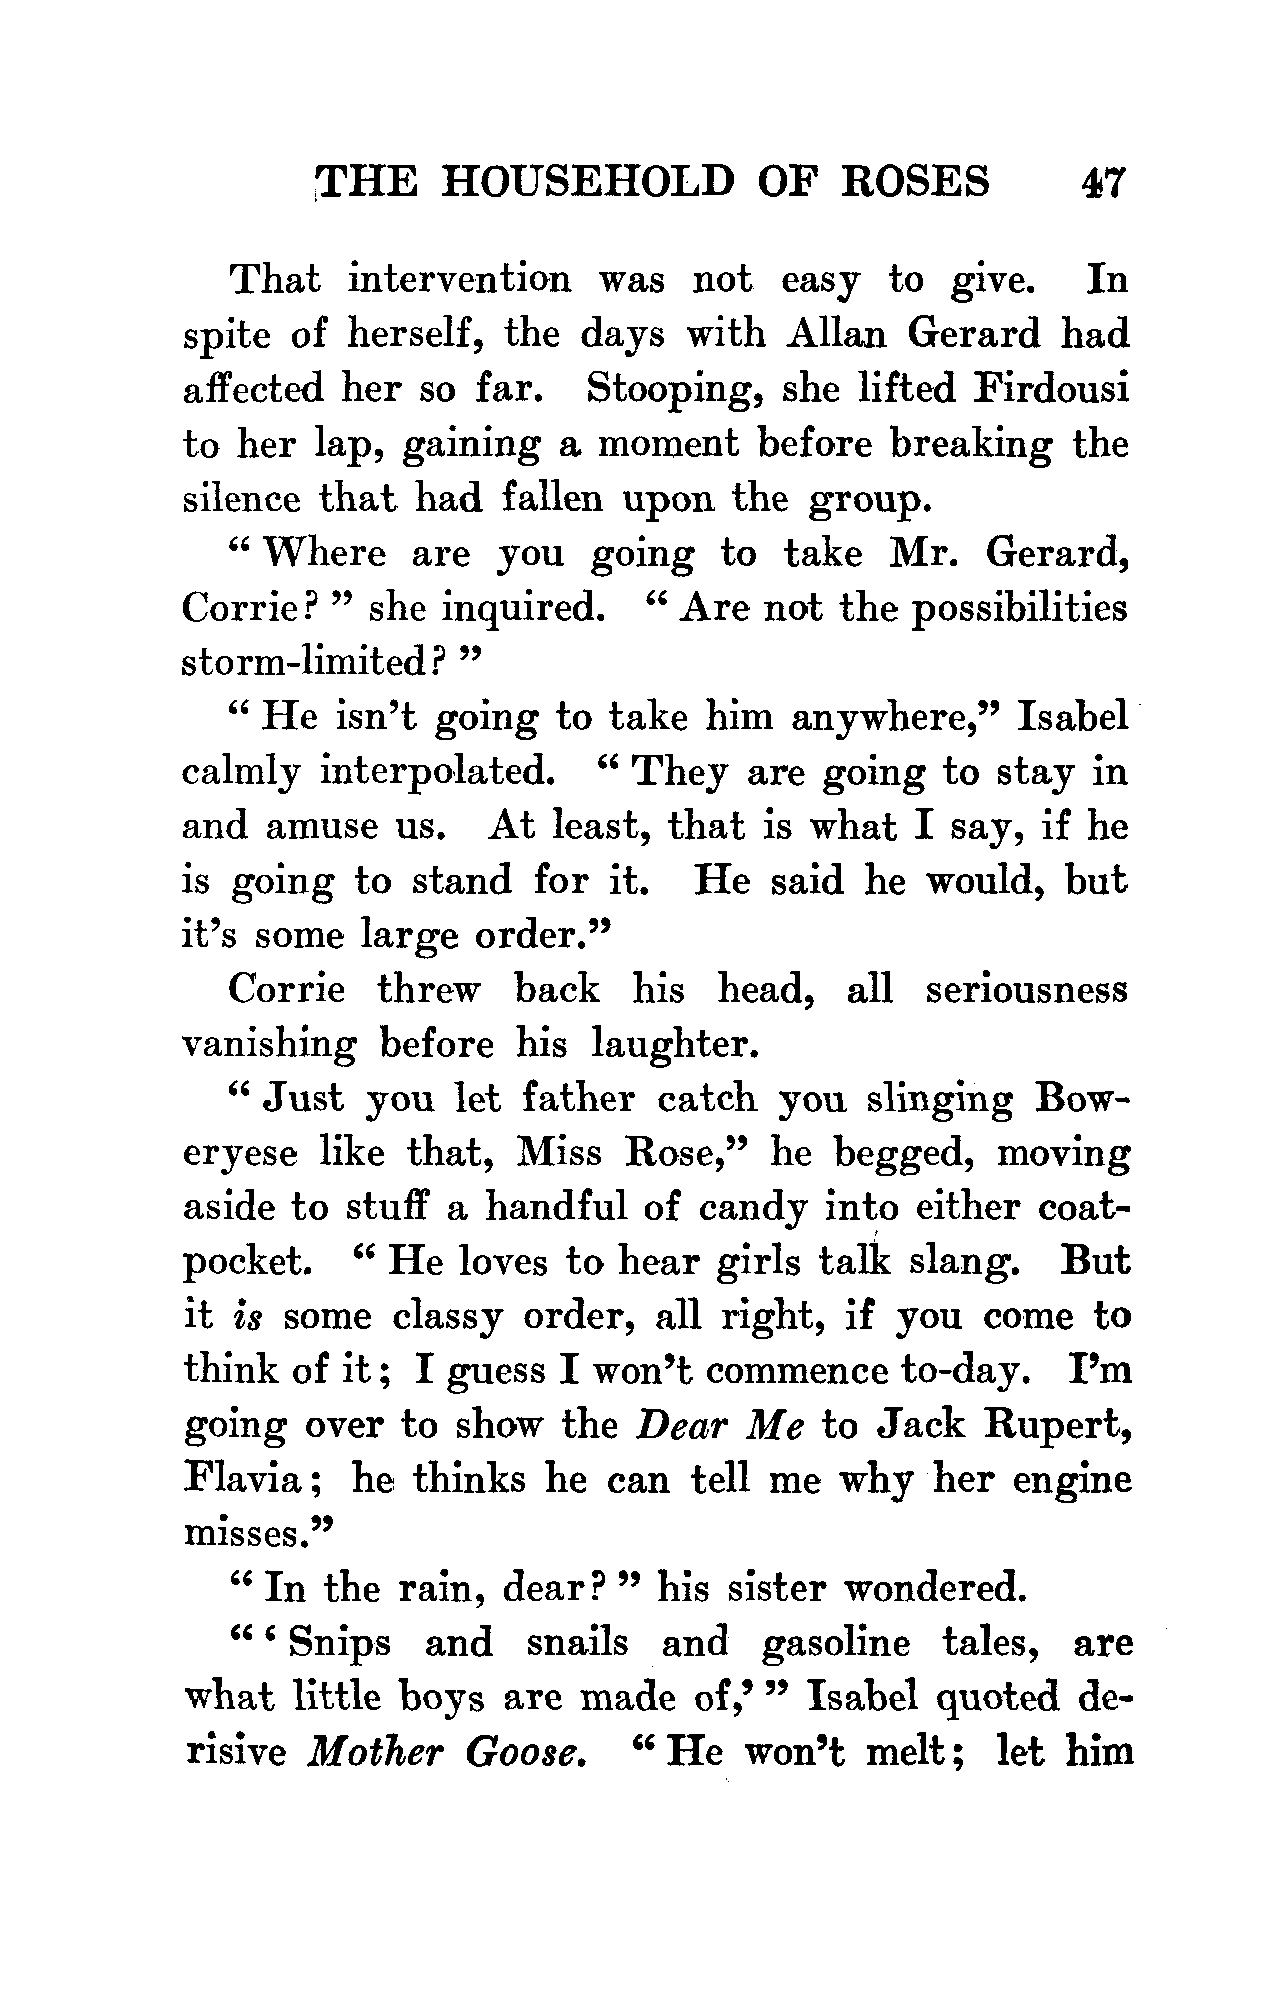 THE HOUSEHOLD OF ROSES 47
That intervention was not easy to give. In
spite of herself, the days with Allan Gerard had
affected her so far. Stooping, she lifted Firdousi
to her lap, gaining a moment before breaking the
silence that had fallen upon the group.
“ Where are you going to take Mr. Gerard,
Corrie? ” she inquired. “ Are not the possibilities
storm-limited? ”
“ He isn’t going to take him anywhere,” Isabel
calmly interpolated. “ They are going to stay in
and amuse us. At least, that is what I say, if he
is going to stand for it. He said he would, but
it’s some large order.”
Corrie threw back his head, all seriousness
vanishing before his laughter.
“ Just you let father catch you slinging Bow-
eryese like that, Miss Rose,” he begged, moving
aside to stuff a handful of candy into either coat-
pocket. “ He loves to hear girls talk slang. But
it is some classy order, all right, if you come to
think of it; I guess I won’t commence to-day. I’m
going over to show the Dear Me to Jack Rupert,
Flavia; he thinks he can tell me why her engine
misses.”
“ In the rain, dear? ” his sister wondered.
“ ‘ Snips and snails and gasoline tales, are
what little boys are made of,’ ” Isabel quoted de-
risive Mother Goose. “ He won’t melt; let him